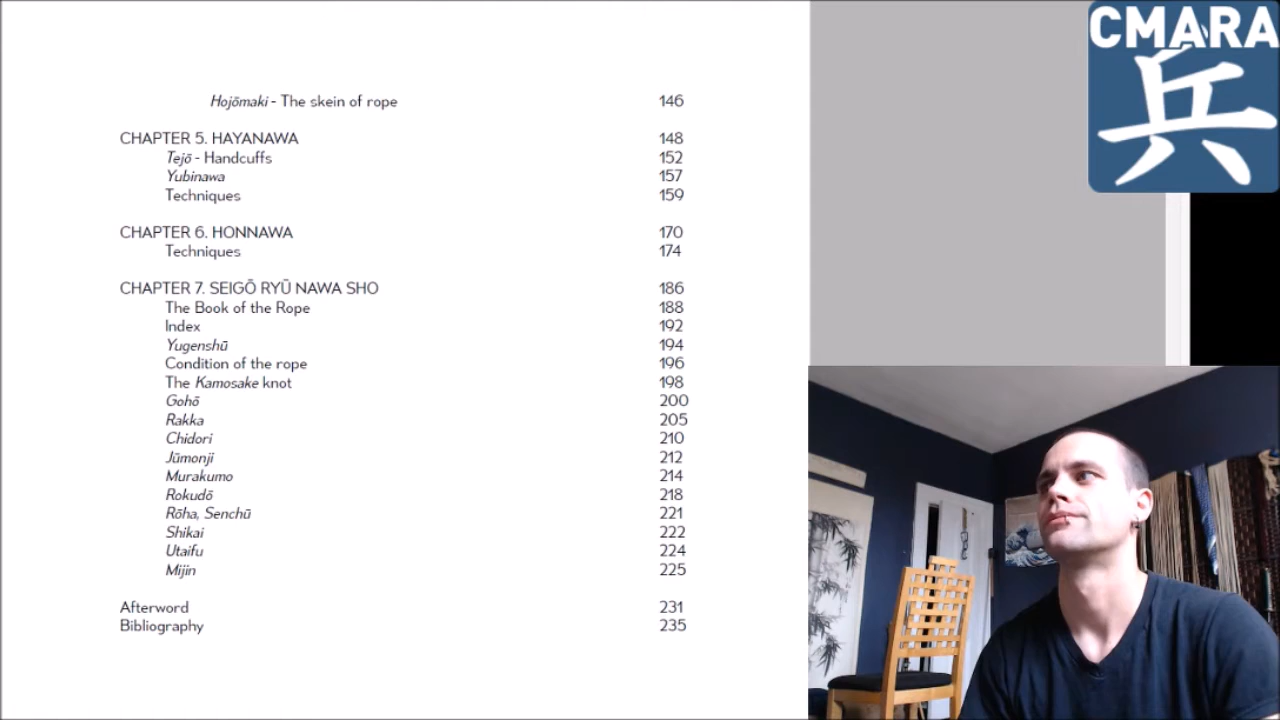 Hojōmaki - The skein of rope 146
CHAPTER 5. HAYANAWA 148
Tejō - Handcuffs 152
Yubinawa 157
Techniques 159
CHAPTER 6. HONNAWA 170
Techniques 174
CHAPTER 7. SEIGŌ RYŪ NAWA SHO 186
The Book of the Rope 188
Index 192
Yugenshū 194
Condition of the rope 196
The Kamosake knot 198
Gohō 200
Rakka 205
Chidori 210
Jūmonji 212
Murakumo 214
Rokudō 218
Rōha, Senchū 221
Shikai 222
Utaifu 224
Mijin 225
Afterword 231
Bibliography 235
CMARA
兵